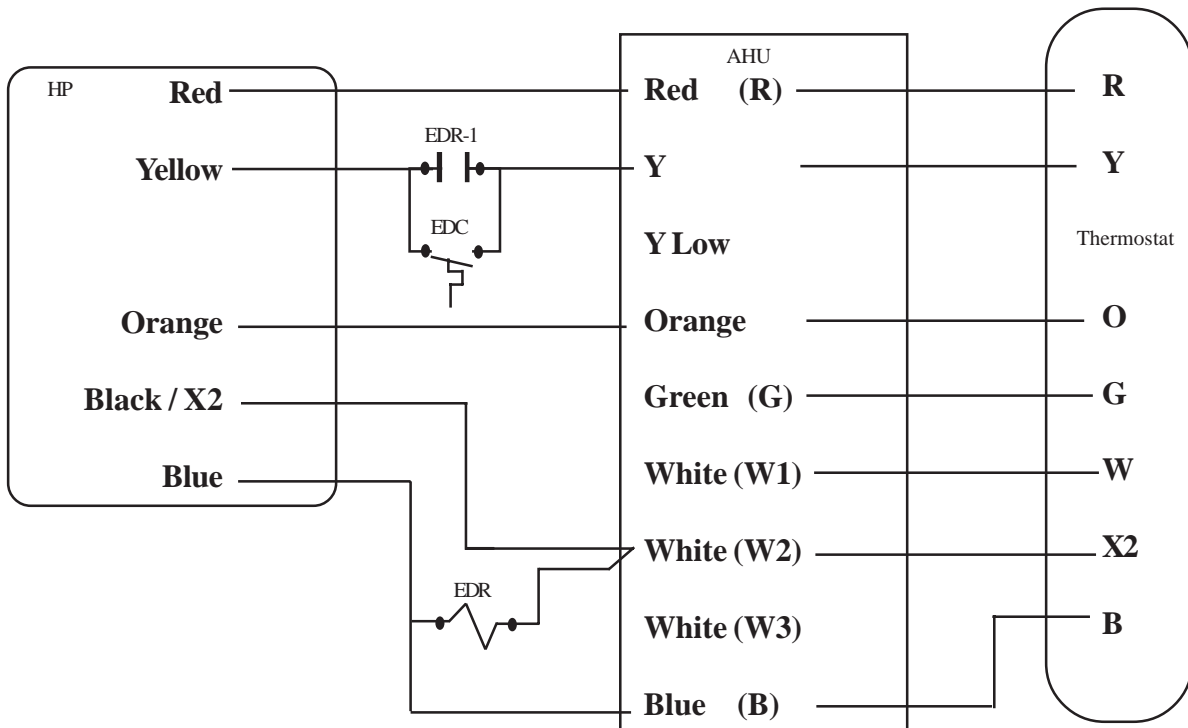 HP
Red
Yellow
Orange
Black / X2
Blue
EDR-1
EDC
EDR
AHU
Red (R)
Y
Y Low
Orange
Green (G)
White (W1)
White (W2)
White (W3)
Blue (B)
R
Y
Thermostat
O
G
W
X2
B